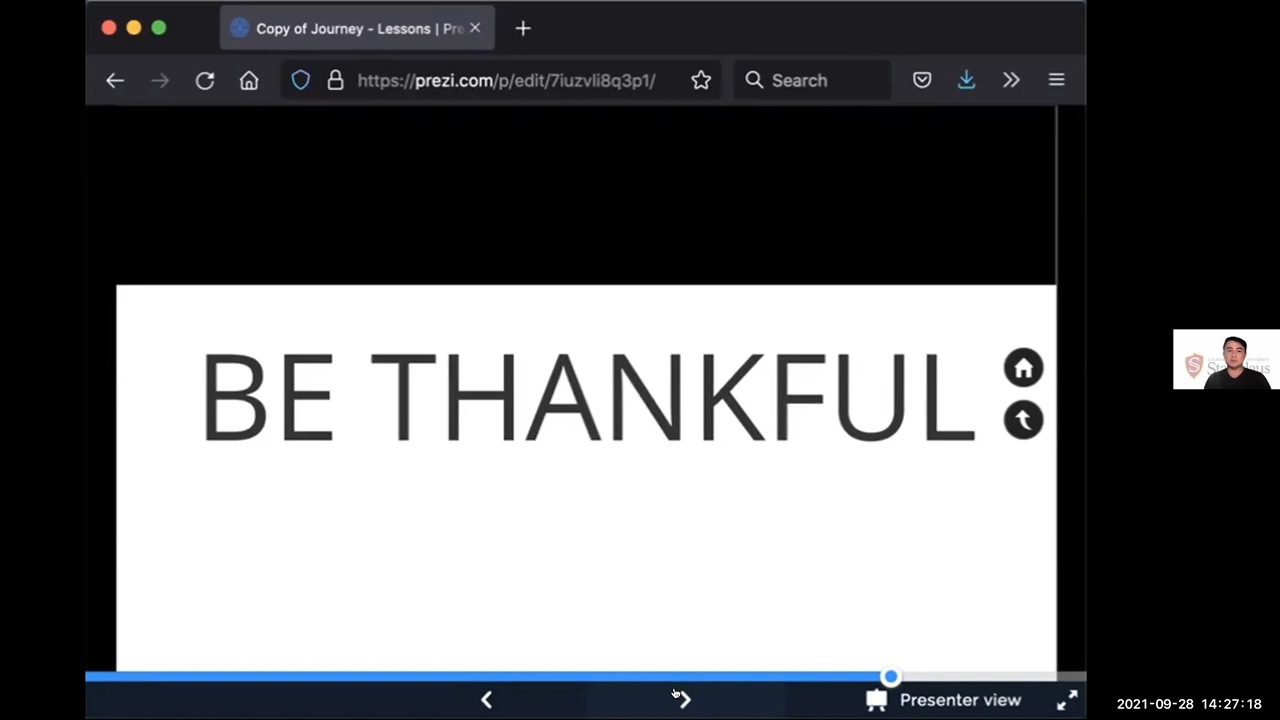 Copy of Journey - Lessons | Pre
https://prezi.com/p/edit/7iuzvli8q3p1/
Search
BE THANKFUL
Presenter view
2021-09-28 14:27:18